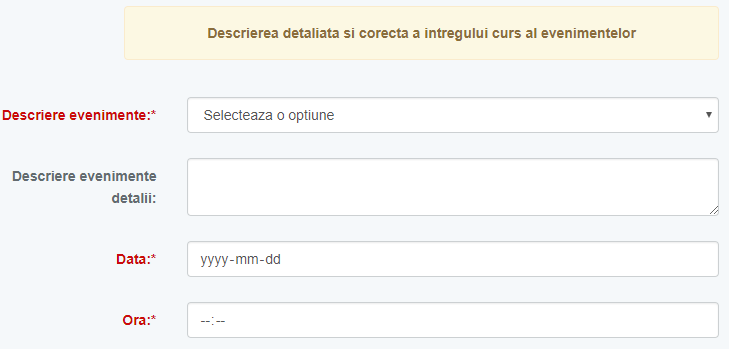 Descrierea detaliata si corecta a intregului curs al evenimentelor
Descriere evenimente:*
Selecteaza o optiune
Descriere evenimente
detalii:
Data:*
yyyy-mm-dd
Ora:*
--:--